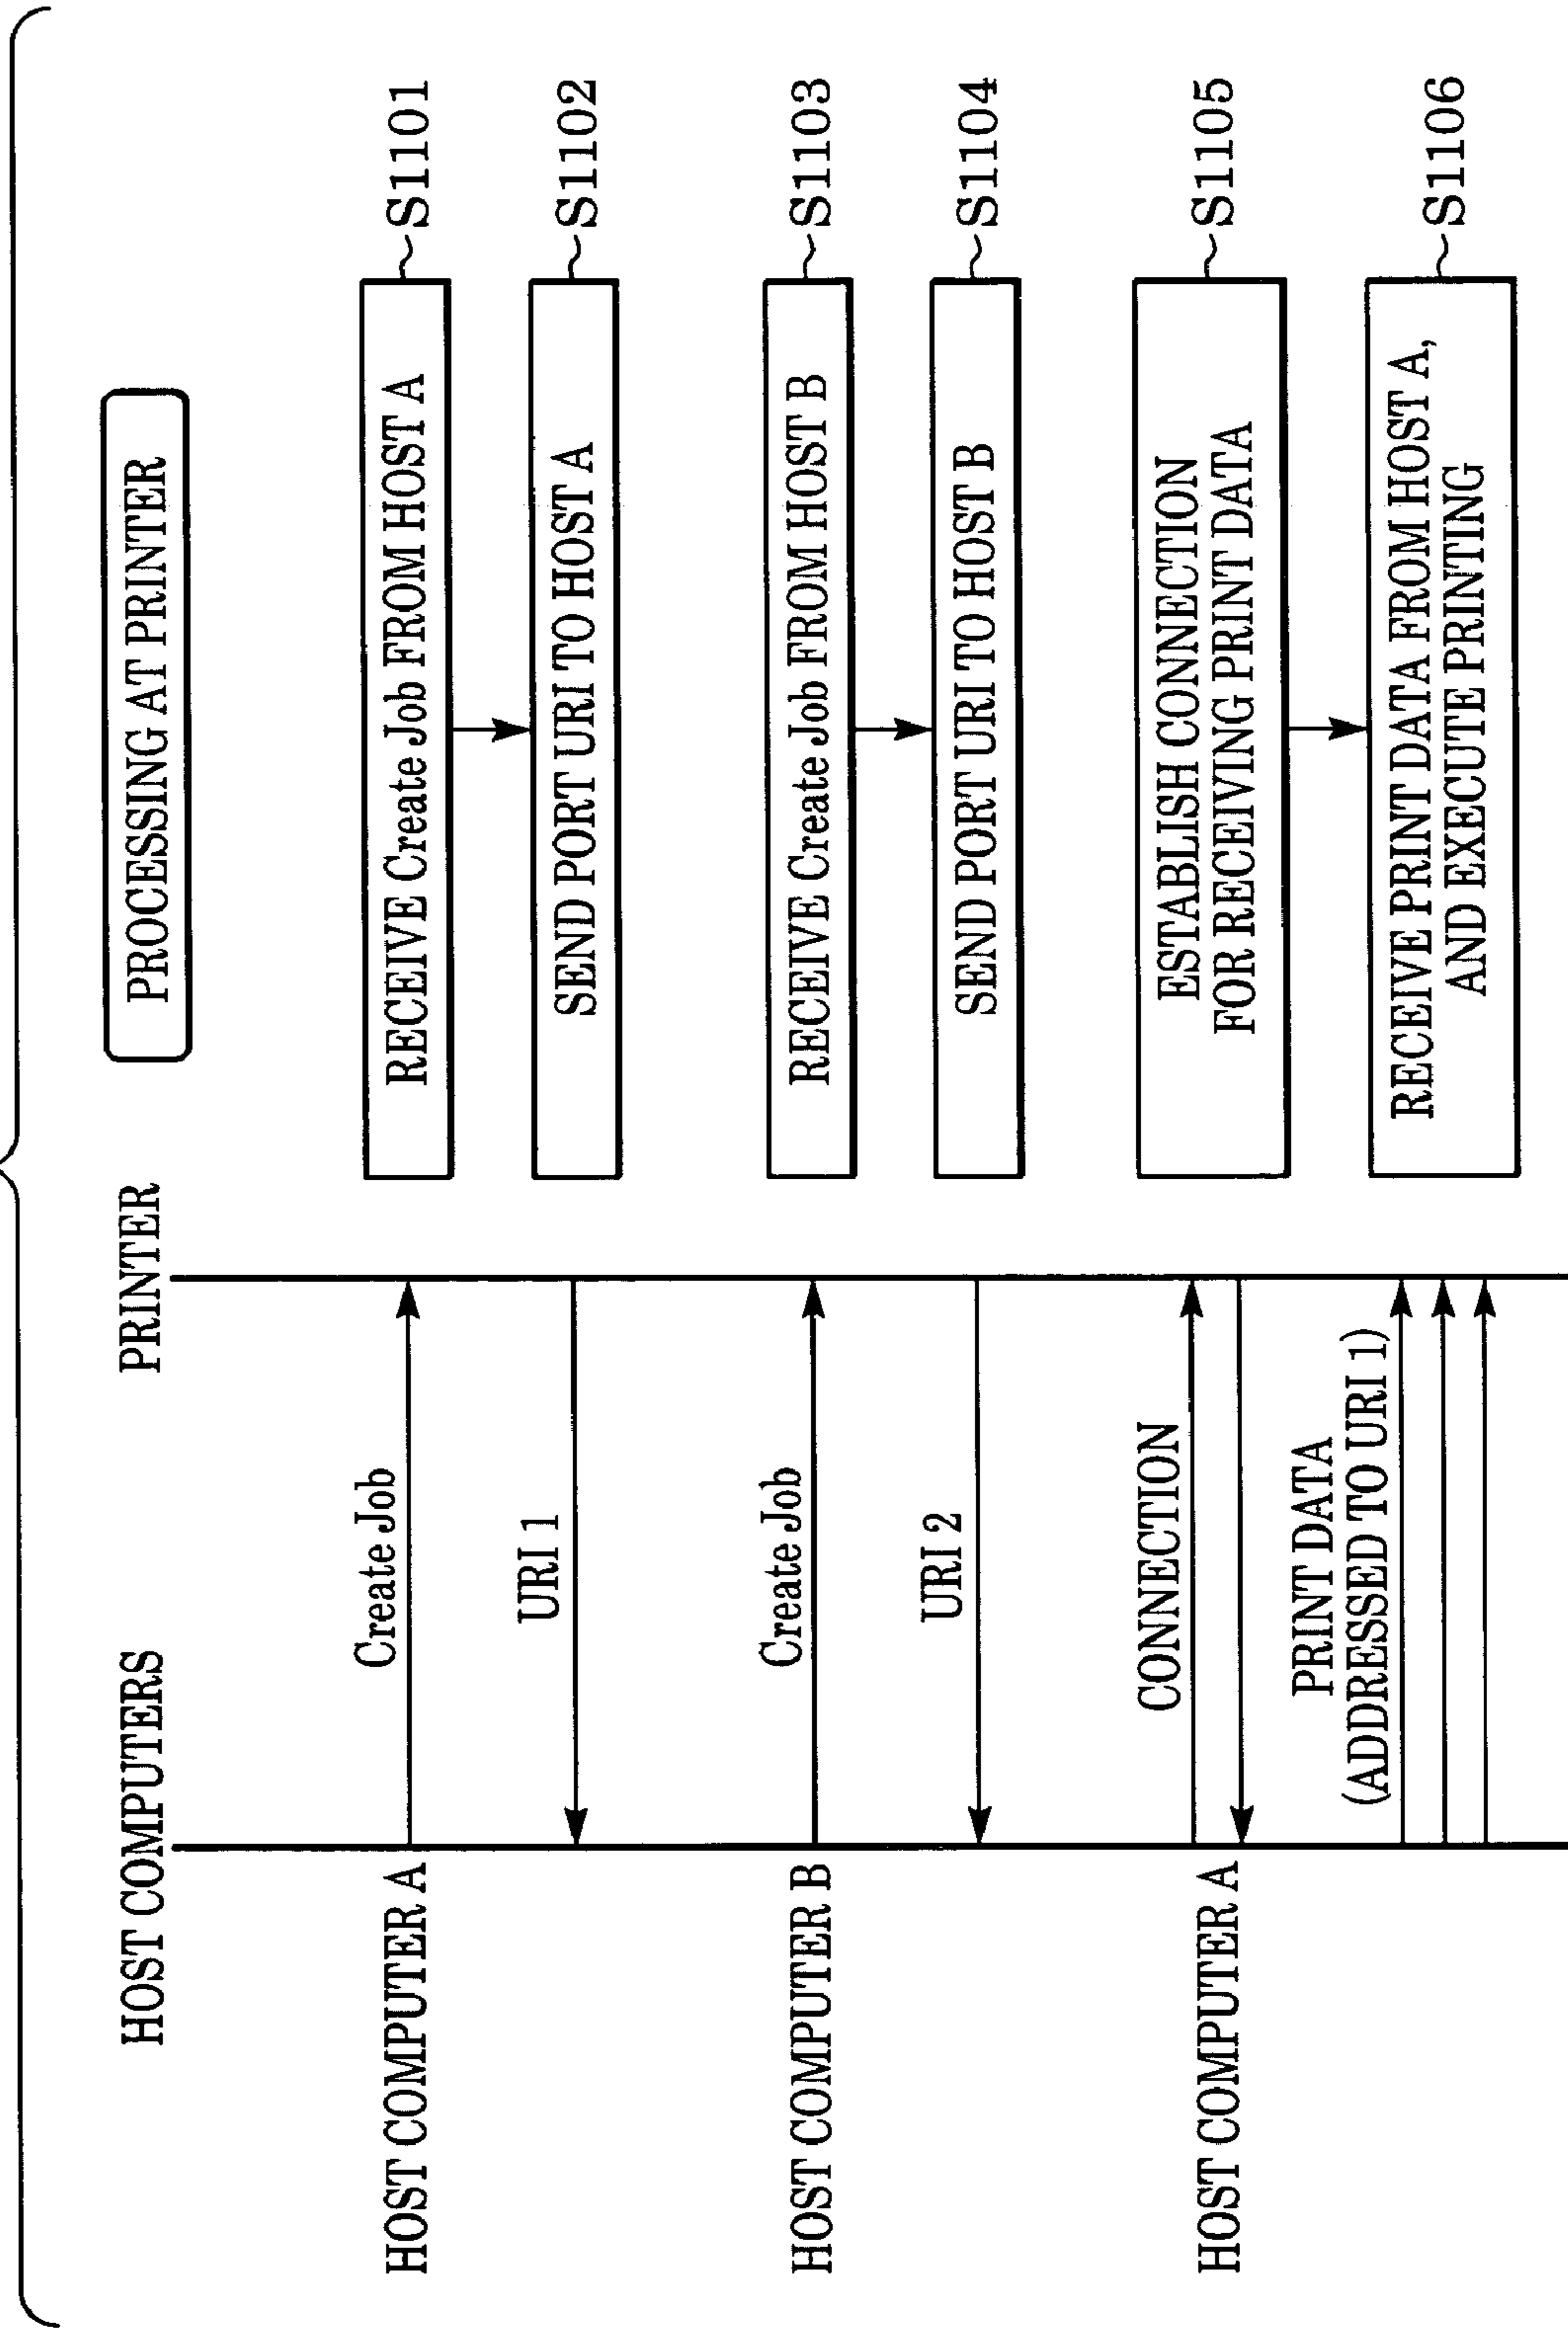 HOST COMPUTERS
PRINTER
PROCESSING AT PRINTER
HOST COMPUTER A
Create Job
RECEIVE Create Job FROM HOST A
S1101
URI 1
SEND PORT URI TO HOST A
S1102
HOST COMPUTER B
Create Job
RECEIVE Create Job FROM HOST B
S1103
URI 2
SEND PORT URI TO HOST B
S1104
HOST COMPUTER A
CONNECTION
ESTABLISH CONNECTION
FOR RECEIVING PRINT DATA
S1105
PRINT DATA
(ADDRESSED TO URI 1)
RECEIVE PRINT DATA FROM HOST A,
AND EXECUTE PRINTING
S1106